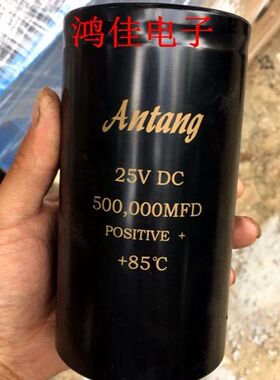 鸿佳电子
Antang
25V DC
500,000MFD
POSITIVE +
+85℃